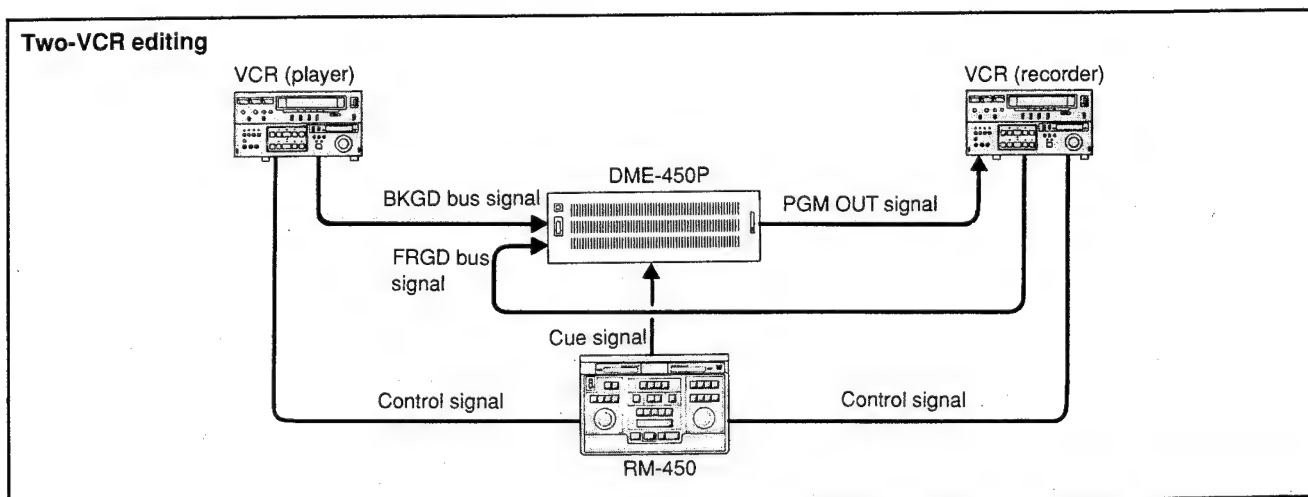 Two-VCR editing
VCR (player)
VCR (recorder)
DME-450P
BKGD bus signal
PGM OUT signal
FRGD bus
signal
Cue signal
Control signal
Control signal
RM-450